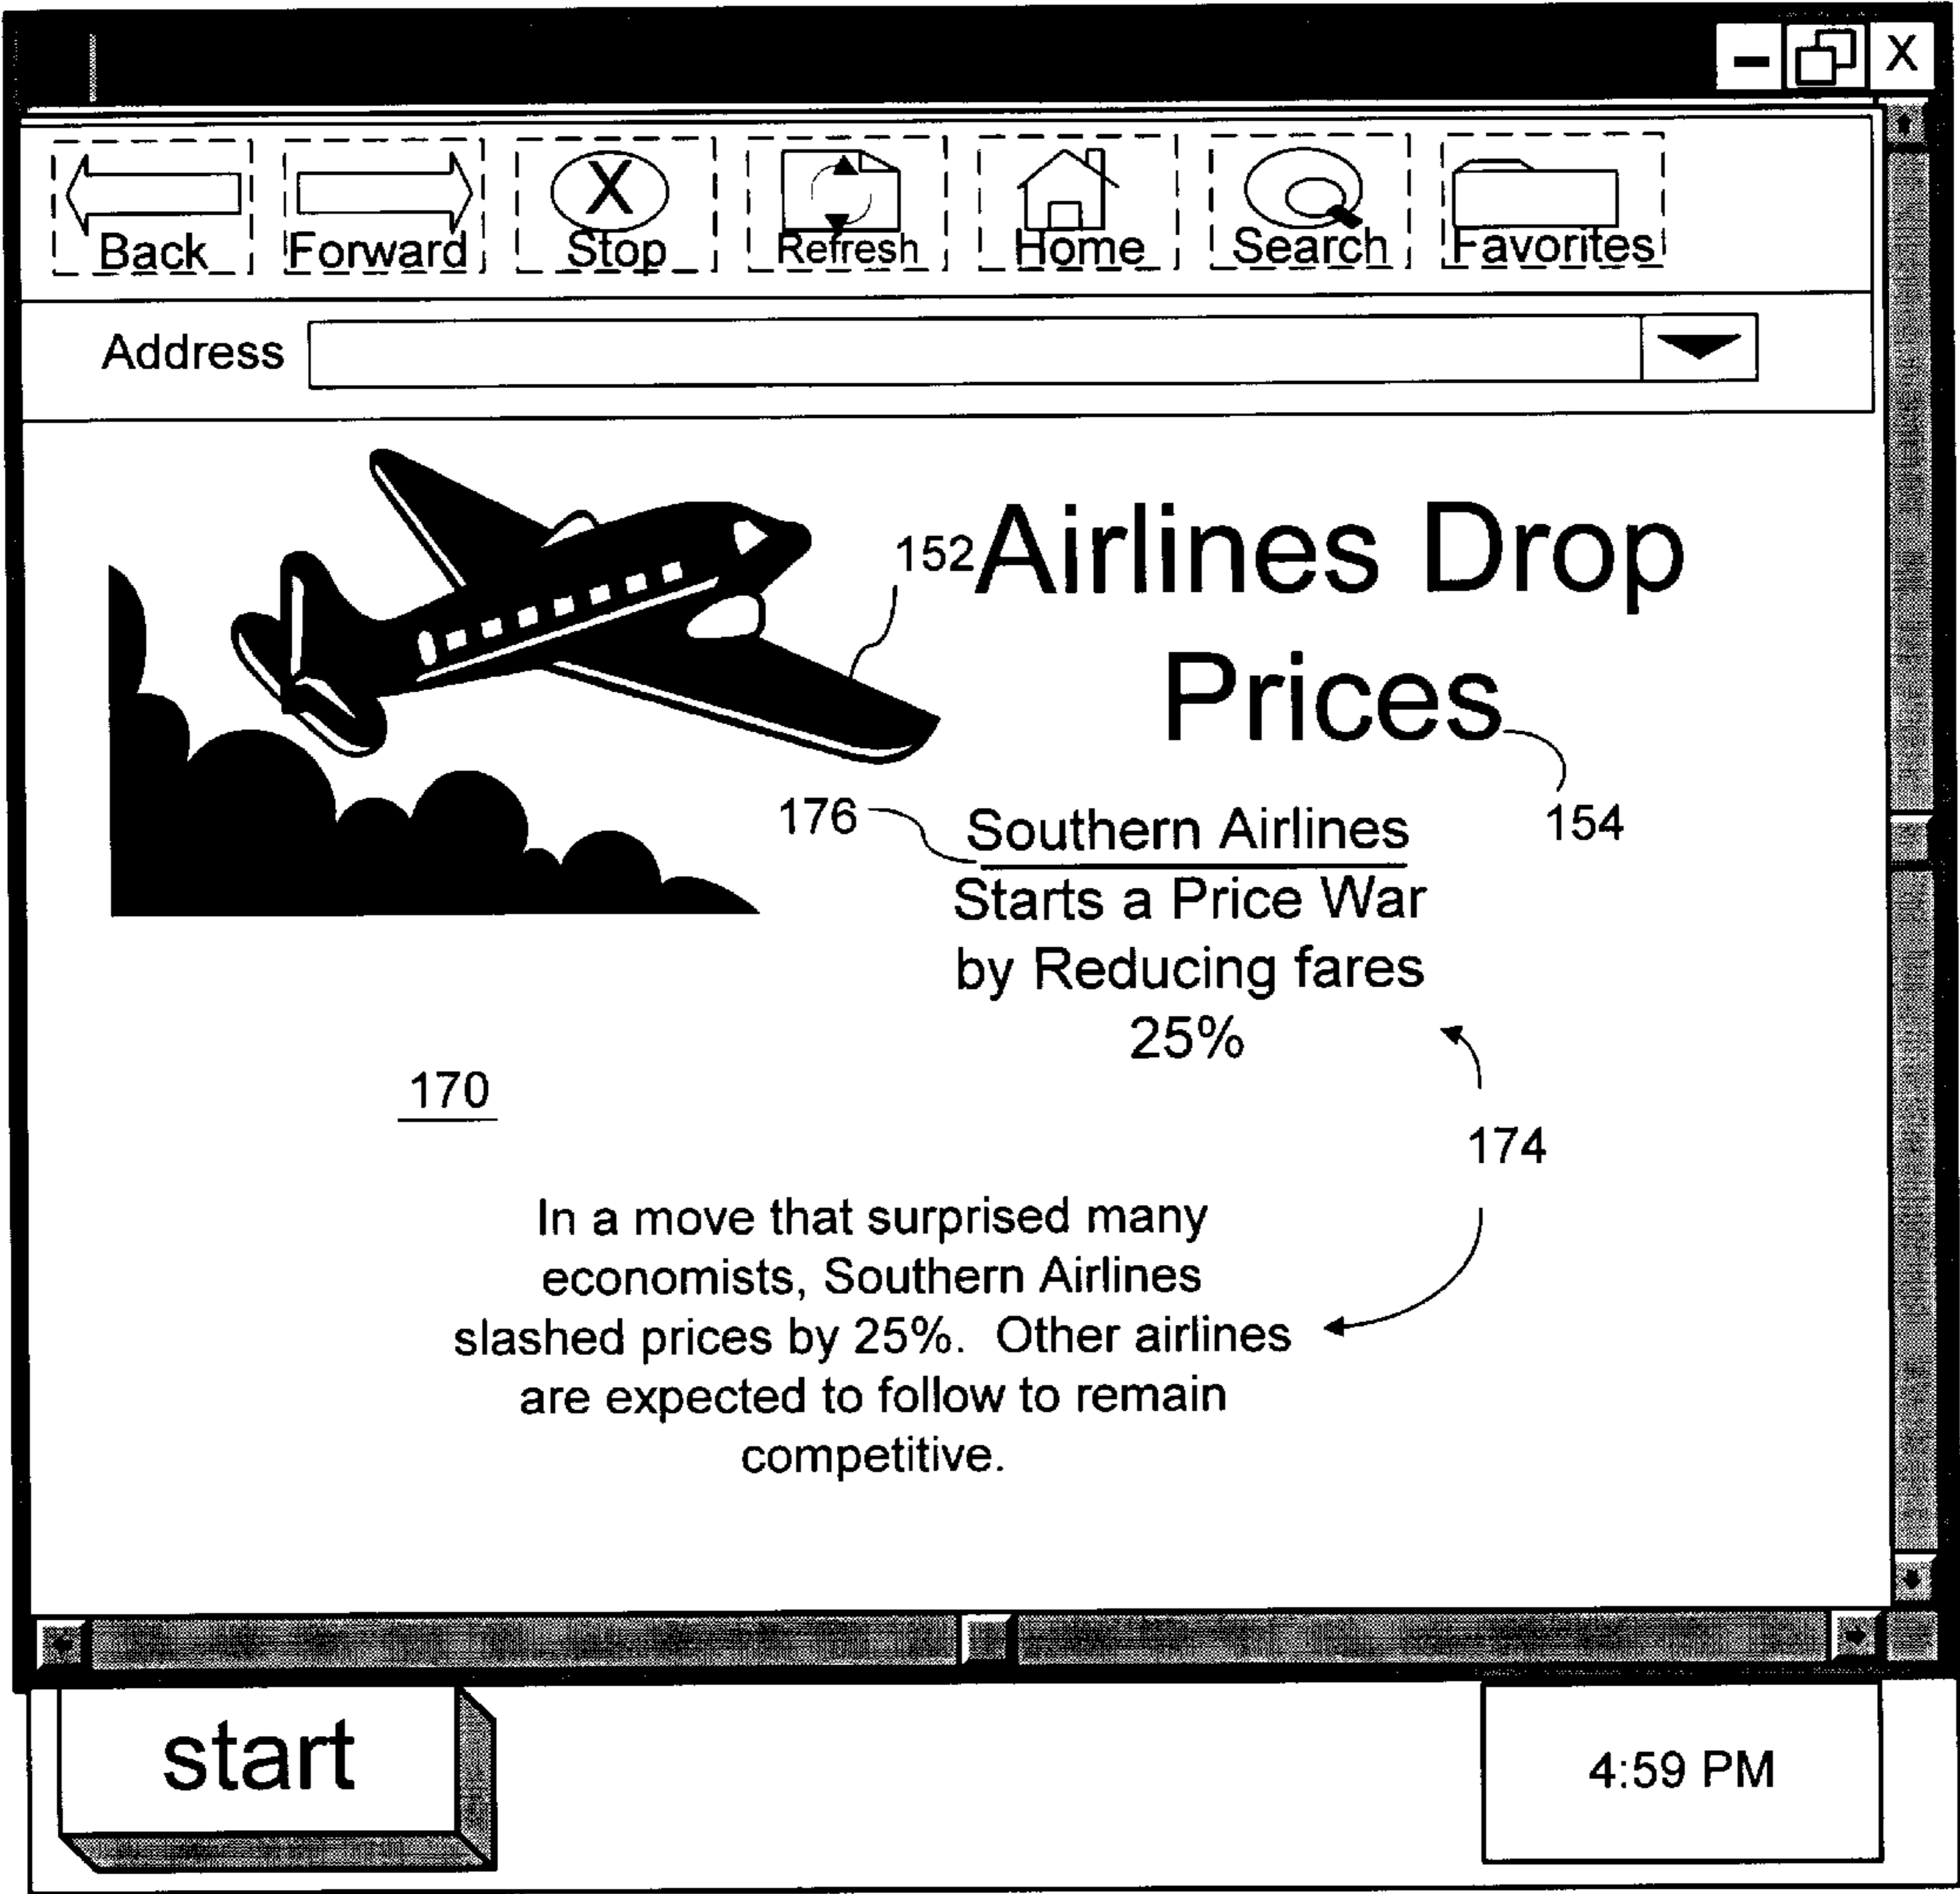 X
Back Forward X Stop Refresh Home Search Favorites
Address
152 Airlines Drop
Prices
176 Southern Airlines 154
Starts a Price War
by Reducing fares
25%
170
174
In a move that surprised many
economists, Southern Airlines
slashed prices by 25%. Other airlines
are expected to follow to remain
competitive.
start 4:59 PM